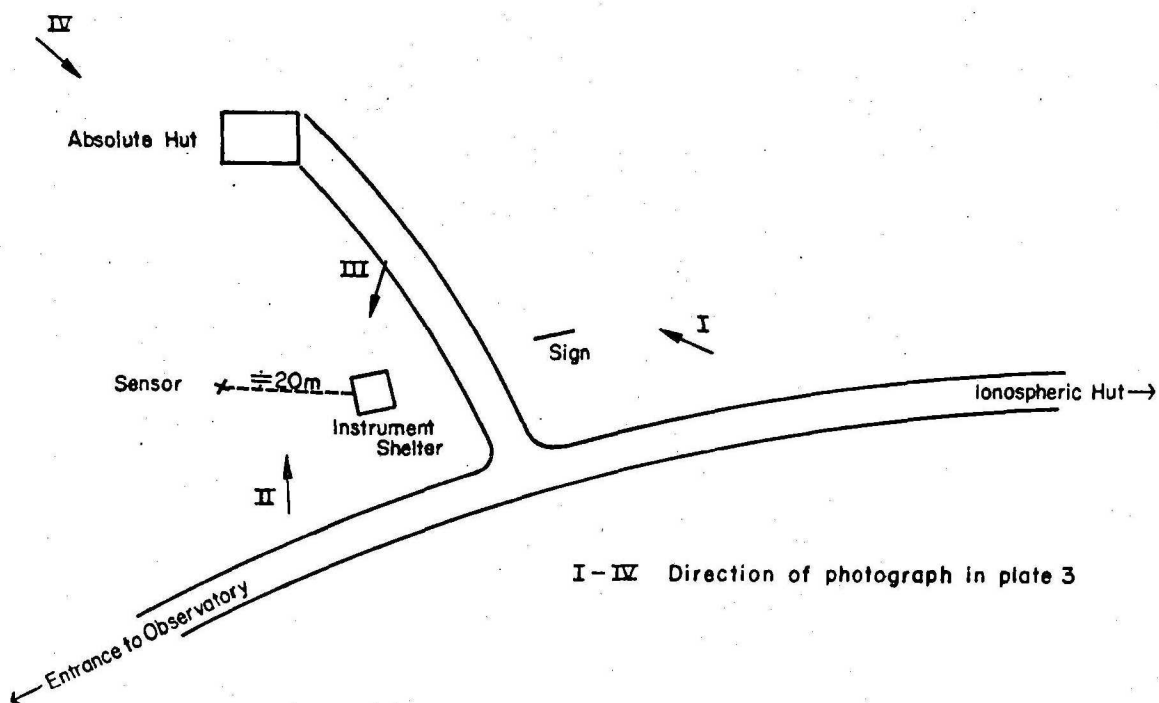 IV
Absolute Hut
III
I
Sign
Sensor
≑20m
Ionospheric Hut→
Instrument
Shelter
II
I-IV Direction of photograph in plate 3
← Entrance to Observatory